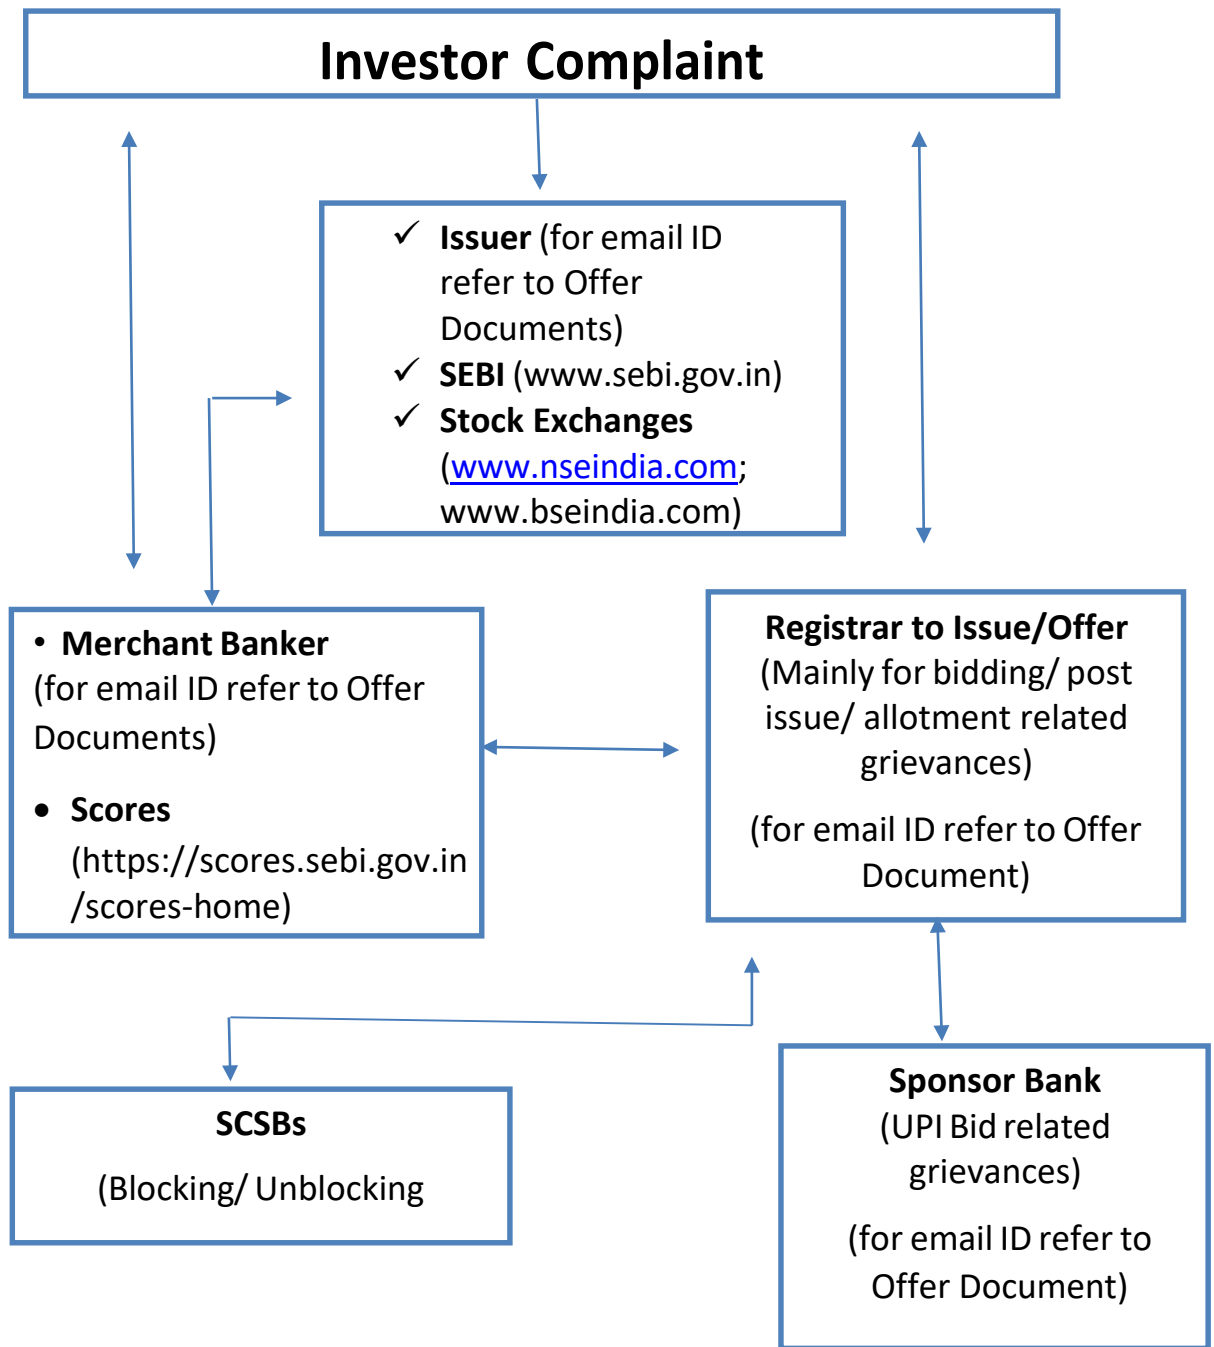 Investor Complaint
✓ Issuer (for email ID
refer to Offer
Documents)
✓ SEBI (www.sebi.gov.in)
✓ Stock Exchanges
(www.nseindia.com;
www.bseindia.com)
• Merchant Banker
(for email ID refer to Offer
Documents)
• Scores
(https://scores.sebi.gov.in
/scores-home)
Registrar to Issue/Offer
(Mainly for bidding/ post
issue/ allotment related
grievances)
(for email ID refer to Offer
Document)
SCSBs
(Blocking/ Unblocking
Sponsor Bank
(UPI Bid related
grievances)
(for email ID refer to
Offer Document)